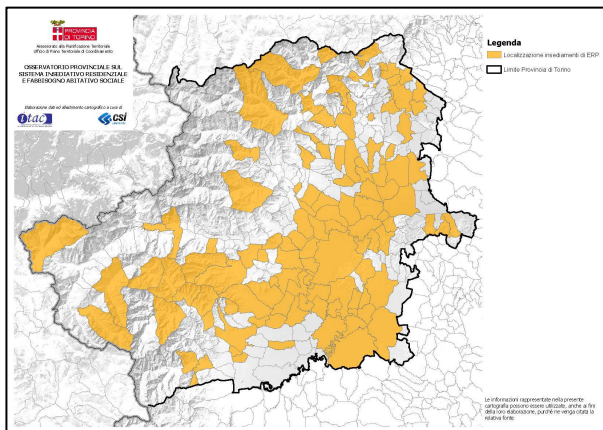 PROVINCIA
DI TORINO
Assessorato alla Pianificazione Territoriale
Ufficio di Piano Territoriale di Coordinamento
OSSERVATORIO PROVINCIALE SUL
SISTEMA INSEDIATIVO RESIDENZIALE
E FABBISOGNO ABITATIVO SOCIALE
Elaborazione dati ed allestimento cartografico a cura di
itac
csi
Legenda
Localizzazione insediamenti di ERP
Limite Provincia di Torino
Le informazioni rappresentate nella presente
cartografia possono essere utilizzate, anche ai fini
della loro elaborazione, purché ne venga citata la
relativa fonte